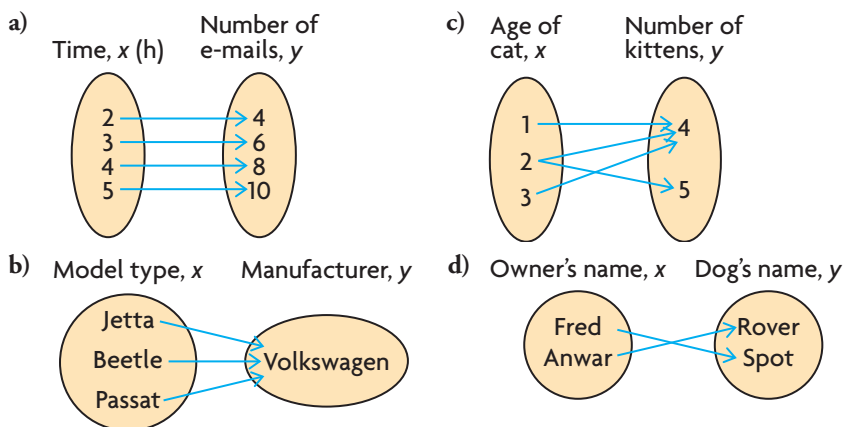 a)
Time, x (h)
Number of
e-mails, y
2
3
4
5
4
6
8
10
b)
Model type, x
Manufacturer, y
Jetta
Beetle
Passat
Volkswagen
c)
Age of
cat, x
Number of
kittens, y
1
2
3
4
5
d)
Owner's name, x
Dog's name, y
Fred
Anwar
Rover
Spot